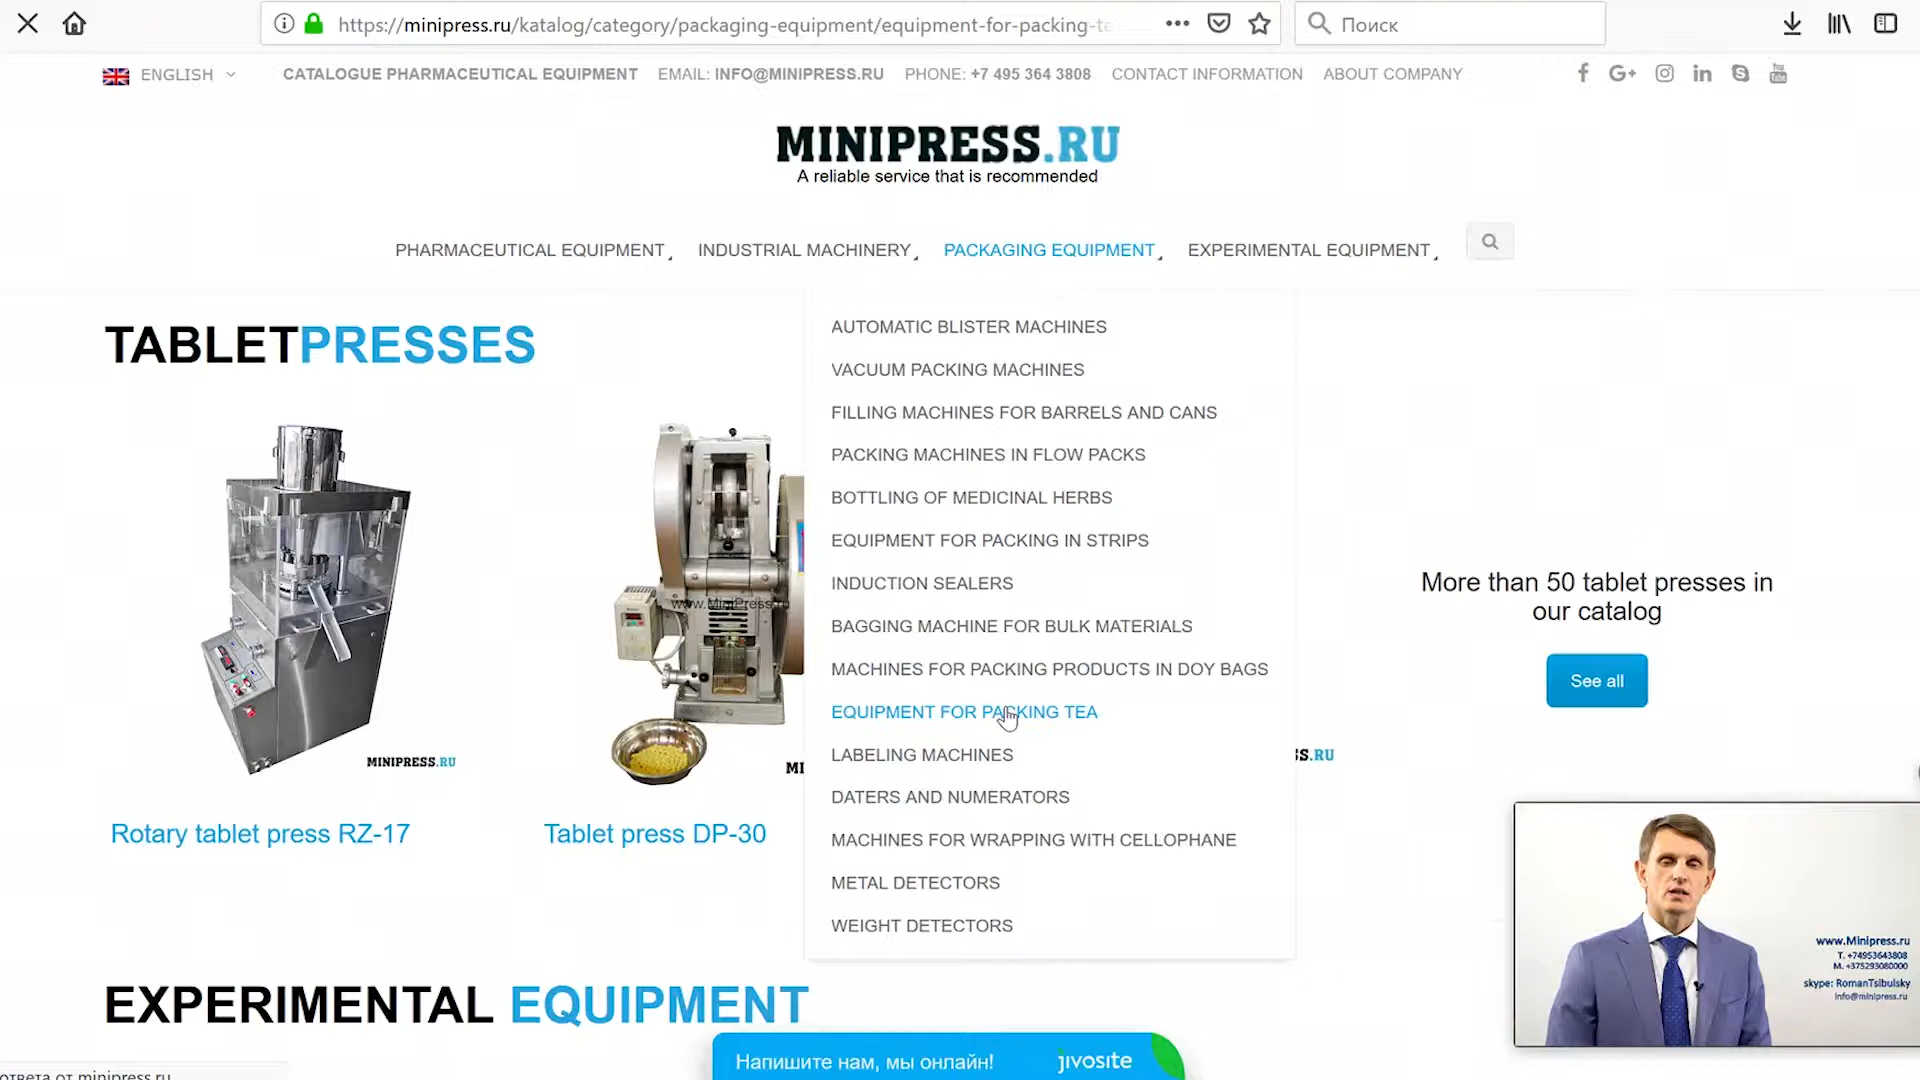 https://minipress.ru/katalog/category/packaging-equipment/equipment-for-packing-te
Поиск
ENGLISH
CATALOGUE PHARMACEUTICAL EQUIPMENT
EMAIL: INFO@MINIPRESS.RU
PHONE: +7 495 364 3808
CONTACT INFORMATION
ABOUT COMPANY
MINIPRESS.RU
A reliable service that is recommended
PHARMACEUTICAL EQUIPMENT
INDUSTRIAL MACHINERY
PACKAGING EQUIPMENT
EXPERIMENTAL EQUIPMENT
TABLETPRESSES
AUTOMATIC BLISTER MACHINES
VACUUM PACKING MACHINES
FILLING MACHINES FOR BARRELS AND CANS
PACKING MACHINES IN FLOW PACKS
BOTTLING OF MEDICINAL HERBS
EQUIPMENT FOR PACKING IN STRIPS
INDUCTION SEALERS
BAGGING MACHINE FOR BULK MATERIALS
MACHINES FOR PACKING PRODUCTS IN DOY BAGS
EQUIPMENT FOR PACKING TEA
LABELING MACHINES
DATERS AND NUMERATORS
MACHINES FOR WRAPPING WITH CELLOPHANE
METAL DETECTORS
WEIGHT DETECTORS
www.MiniPress.ru
MINIPRESS.RU
MI
S.RU
More than 50 tablet presses in
our catalog
See all
Rotary tablet press RZ-17
Tablet press DP-30
www.Minipress.ru
T. +74953643808
M. +375293080000
skype: RomanTsibulsky
info@minipress.ru
EXPERIMENTAL EQUIPMENT
Напишите нам, мы онлайн!
jivosite
ответа от minipress.ru